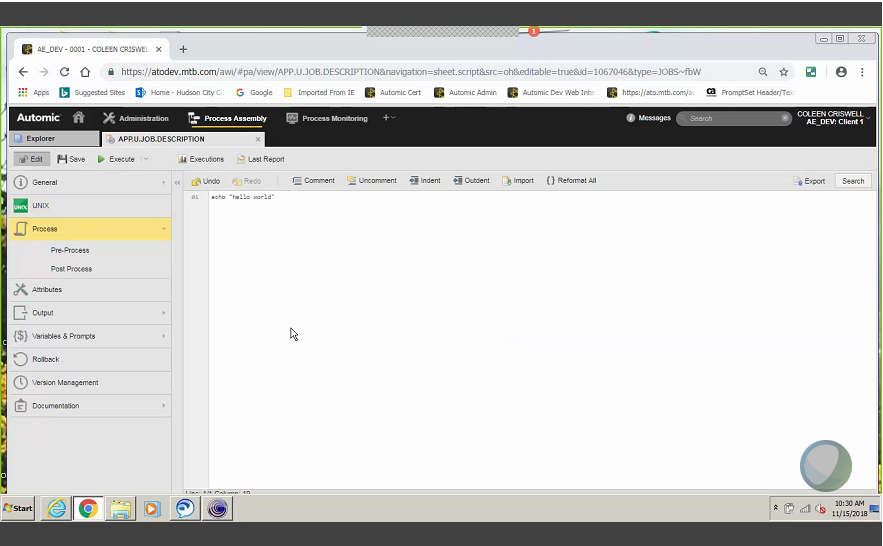 1
AE_DEV - 0001 - COLEEN CRISWEL
https://atodev.mtb.com/awi/#pa/view/APP.U.JOB.DESCRIPTION&navigation=sheet.script&src=oh&editable=true&id=1067046&type=JOBS~fbW
Apps Suggested Sites Home - Hudson City C Google Imported From IE Automic Cert Automic Admin Automic Dev Web Inte https://ato.mtb.com/a PromptSet Header/Tex
Automic Administration Process Assembly Process Monitoring + Messages Search COLEEN CRISWELL
AE_DEV: Client 1
Explorer APP.U.JOB.DESCRIPTION
Edit Save Execute Executions Last Report
General Undo Redo Comment Uncomment Indent Outdent Import {} Reformat All Export Search
01 echo "hello world"
UNIX
Process
Pre-Process
Post Process
Attributes
Output
{$} Variables & Prompts
Rollback
Version Management
Documentation
Line: 1/1 Column: 19
Start 10:30 AM
11/15/2018